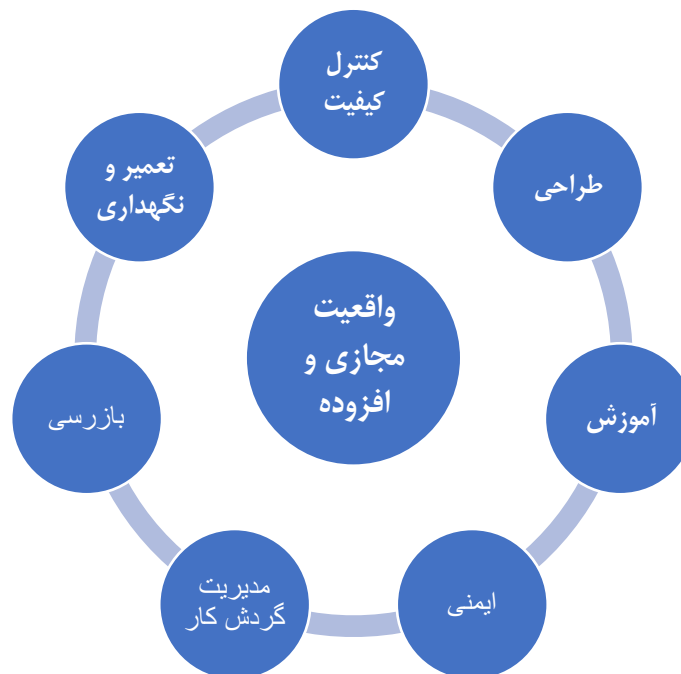 کنترل
کیفیت
طراحی
آموزش
ایمنی
مدیریت
گردش کار
بازرسی
تعمیر و
نگهداری
واقعیت
مجازی و
افزوده